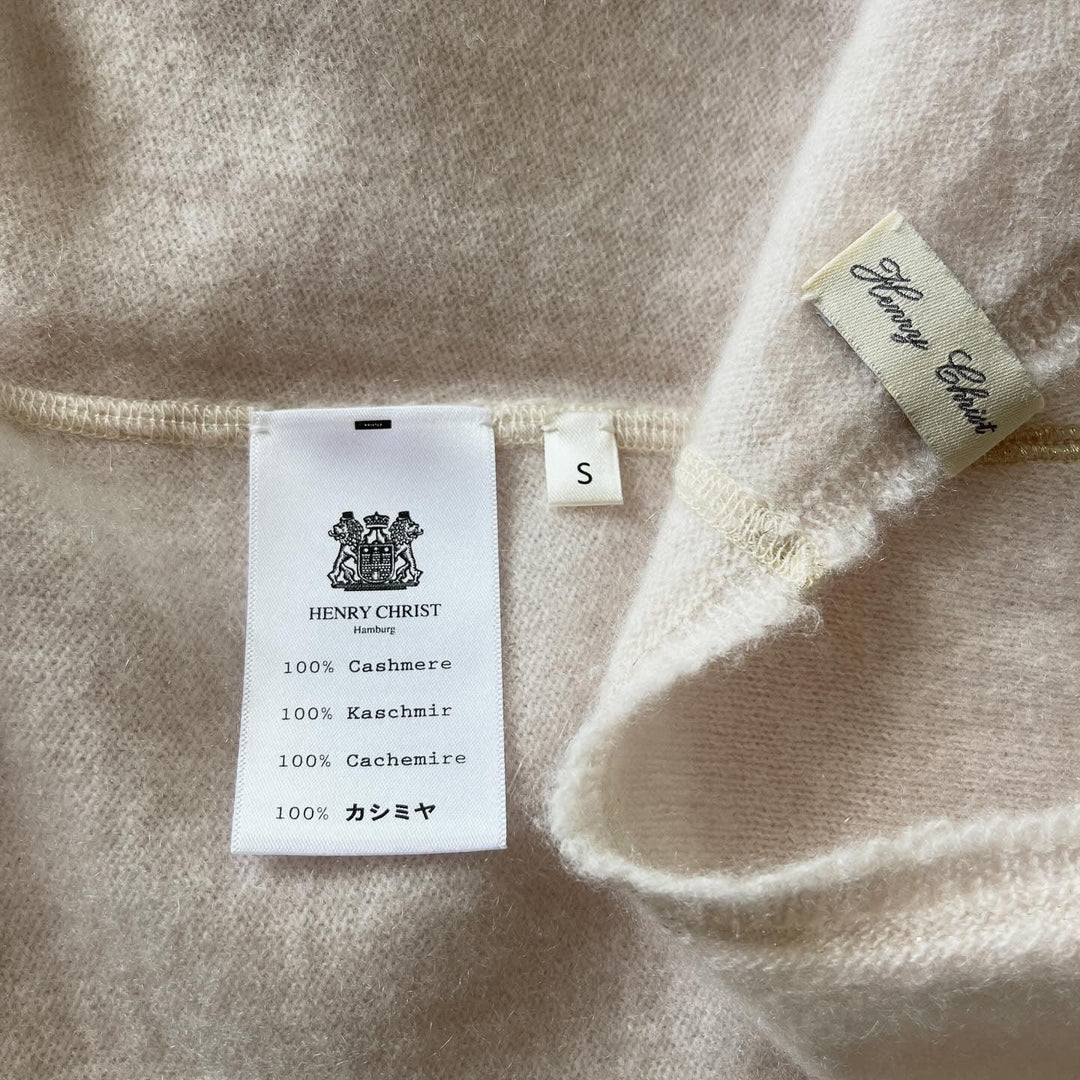 HENRY CHRIST
Hamburg
100% Cashmere
100% Kaschmir
100% Cachemire
100% カシミヤ
S
Henry Christ